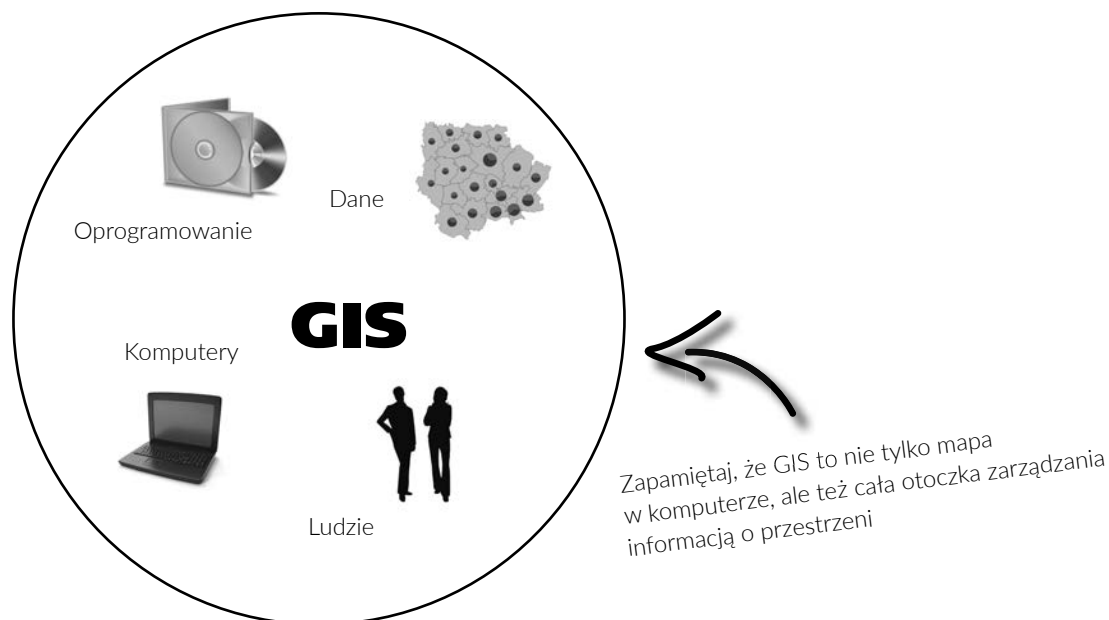 Dane
Oprogramowanie
GIS
Komputery
Ludzie
Zapamiętaj, że GIS to nie tylko mapa
w komputerze, ale też cała otoczka zarządzania
informacją o przestrzeni